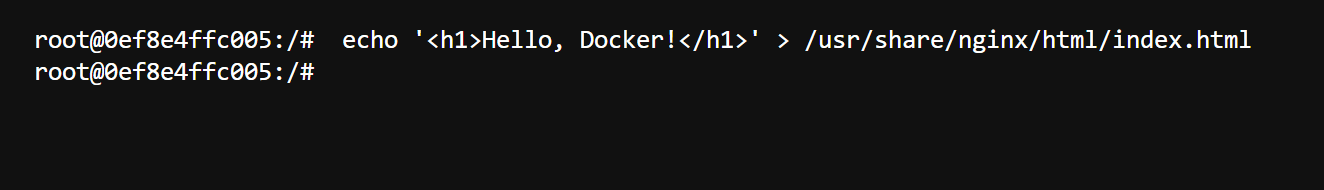 root@0ef8e4ffc005:/#  echo '<h1>Hello, Docker!</h1>' > /usr/share/nginx/html/index.html
root@0ef8e4ffc005:/#